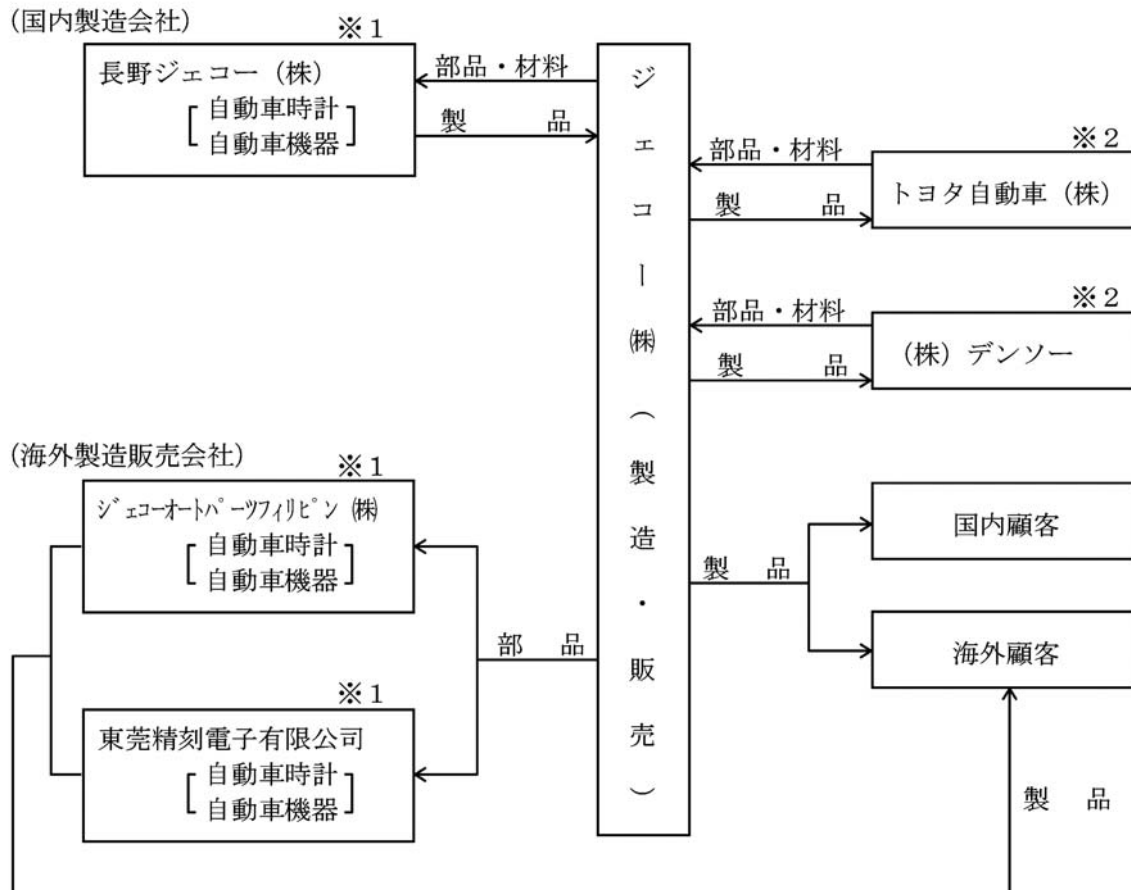 (国内製造会社)
※1
長野ジェコー（株）
自動車時計
自動車機器
部品・材料
製　　品
ジェコー㈱（製造・販売）
部品・材料
製　　品
※2
トヨタ自動車（株）
部品・材料
製　　品
※2
（株）デンソー
(海外製造販売会社)
※1
ｼﾞｪｺｰｵｰﾄﾊﾟｰﾂﾌｨﾘﾋﾟﾝ ㈱
自動車時計
自動車機器
部　品
※1
東莞精刻電子有限公司
自動車時計
自動車機器
製　品
国内顧客
海外顧客
製　品